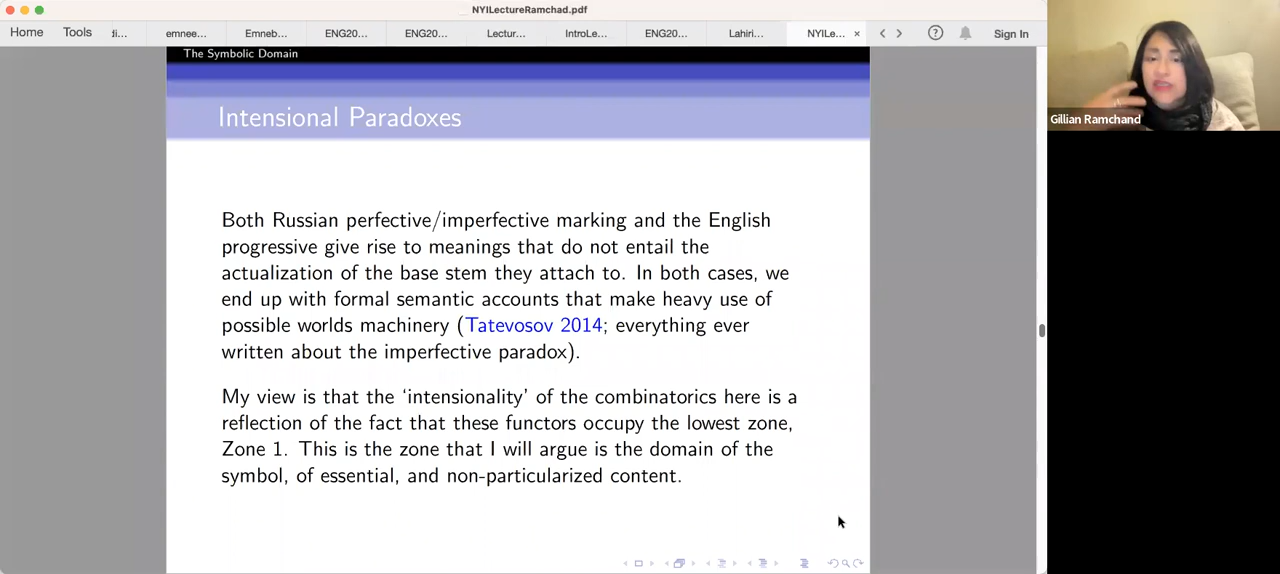 NYILectureRamchad.pdf
Home Tools di... emnee... Emneb... ENG20... ENG20... Lectur... IntroLe... ENG20... Lahiri... NYILe... × Sign In
The Symbolic Domain
Intensional Paradoxes
Gillian Ramchand
Both Russian perfective/imperfective marking and the English
progressive give rise to meanings that do not entail the
actualization of the base stem they attach to. In both cases, we
end up with formal semantic accounts that make heavy use of
possible worlds machinery (Tatevosov 2014; everything ever
written about the imperfective paradox).
My view is that the ‘intensionality’ of the combinatorics here is a
reflection of the fact that these functors occupy the lowest zone,
Zone 1. This is the zone that I will argue is the domain of the
symbol, of essential, and non-particularized content.